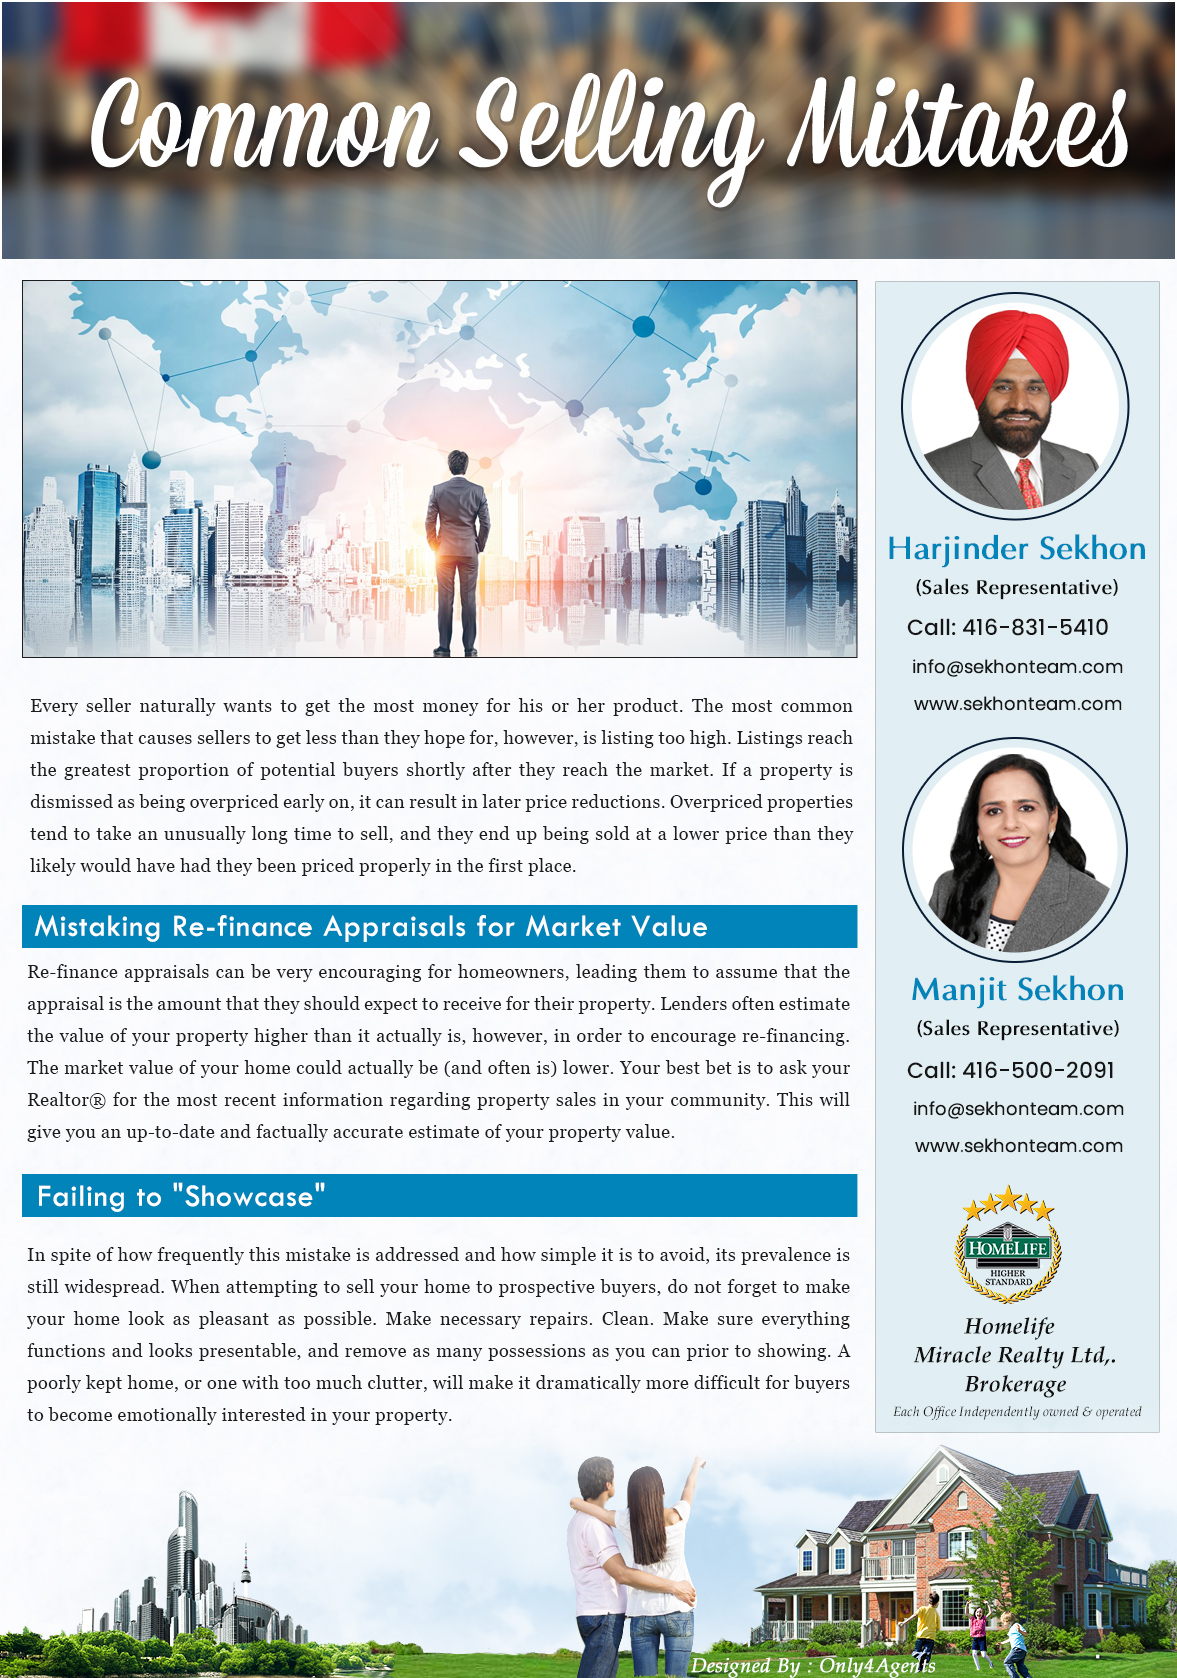 Common Selling Mistakes
Every seller naturally wants to get the most money for his or her product. The most common
mistake that causes sellers to get less than they hope for, however, is listing too high. Listings reach
the greatest proportion of potential buyers shortly after they reach the market. If a property is
dismissed as being overpriced early on, it can result in later price reductions. Overpriced properties
tend to take an unusually long time to sell, and they end up being sold at a lower price than they
likely would have had they been priced properly in the first place.
Mistaking Re-finance Appraisals for Market Value
Re-finance appraisals can be very encouraging for homeowners, leading them to assume that the
appraisal is the amount that they should expect to receive for their property. Lenders often estimate
the value of your property higher than it actually is, however, in order to encourage re-financing.
The market value of your home could actually be (and often is) lower. Your best bet is to ask your
Realtor® for the most recent information regarding property sales in your community. This will
give you an up-to-date and factually accurate estimate of your property value.
Failing to "Showcase"
In spite of how frequently this mistake is addressed and how simple it is to avoid, its prevalence is
still widespread. When attempting to sell your home to prospective buyers, do not forget to make
your home look as pleasant as possible. Make necessary repairs. Clean. Make sure everything
functions and looks presentable, and remove as many possessions as you can prior to showing. A
poorly kept home, or one with too much clutter, will make it dramatically more difficult for buyers
to become emotionally interested in your property.
Harjinder Sekhon
(Sales Representative)
Call: 416-831-5410
info@sekhonteam.com
www.sekhonteam.com
Manjit Sekhon
(Sales Representative)
Call: 416-500-2091
info@sekhonteam.com
www.sekhonteam.com
HOMELIFE
HIGHER
STANDARD
Homelife
Miracle Realty Ltd,.
Brokerage
Each Office Independently owned & operated
Designed By : Only4Agents